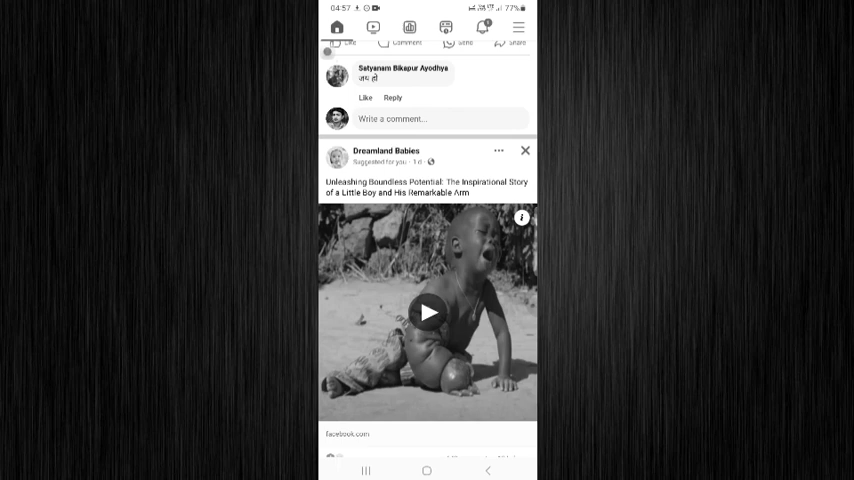 04:57
77%
Like
Comment
Send
Share
Satyanam Bikapur Ayodhya
जय हो
Like Reply
Write a comment...
Dreamland Babies
Suggested for you · 1 d ·
Unleashing Boundless Potential: The Inspirational Story
of a Little Boy and His Remarkable Arm
facebook.com